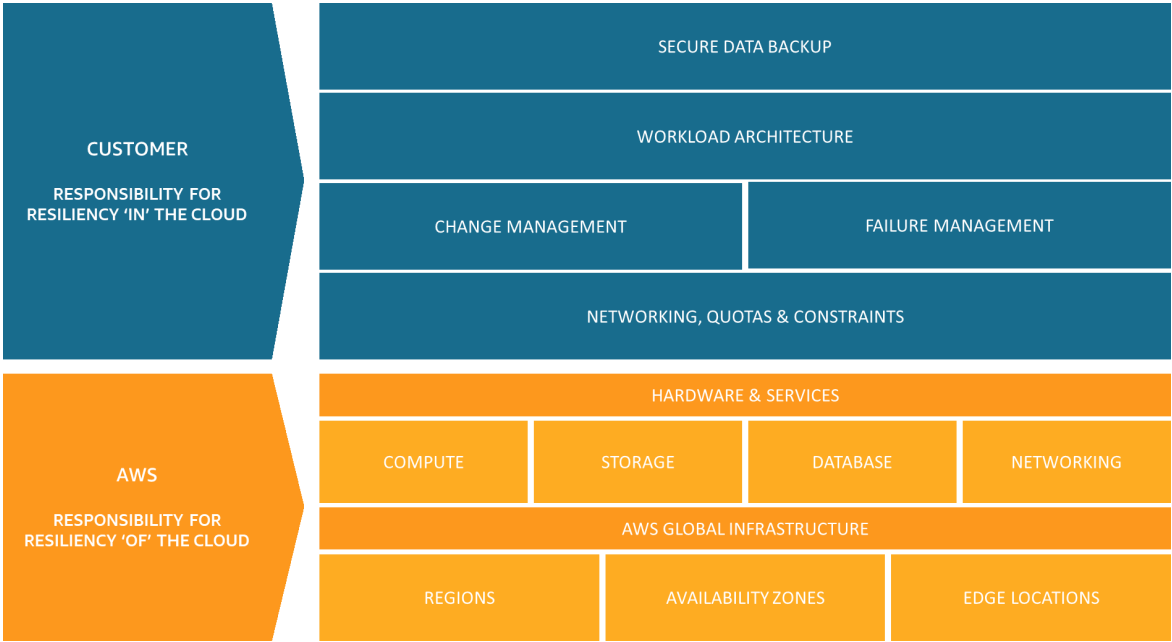 CUSTOMER
RESPONSIBILITY FOR
RESILIENCY ‘IN’ THE CLOUD
SECURE DATA BACKUP
WORKLOAD ARCHITECTURE
CHANGE MANAGEMENT
FAILURE MANAGEMENT
NETWORKING, QUOTAS & CONSTRAINTS
AWS
RESPONSIBILITY FOR
RESILIENCY ‘OF’ THE CLOUD
HARDWARE & SERVICES
COMPUTE
STORAGE
DATABASE
NETWORKING
AWS GLOBAL INFRASTRUCTURE
REGIONS
AVAILABILITY ZONES
EDGE LOCATIONS